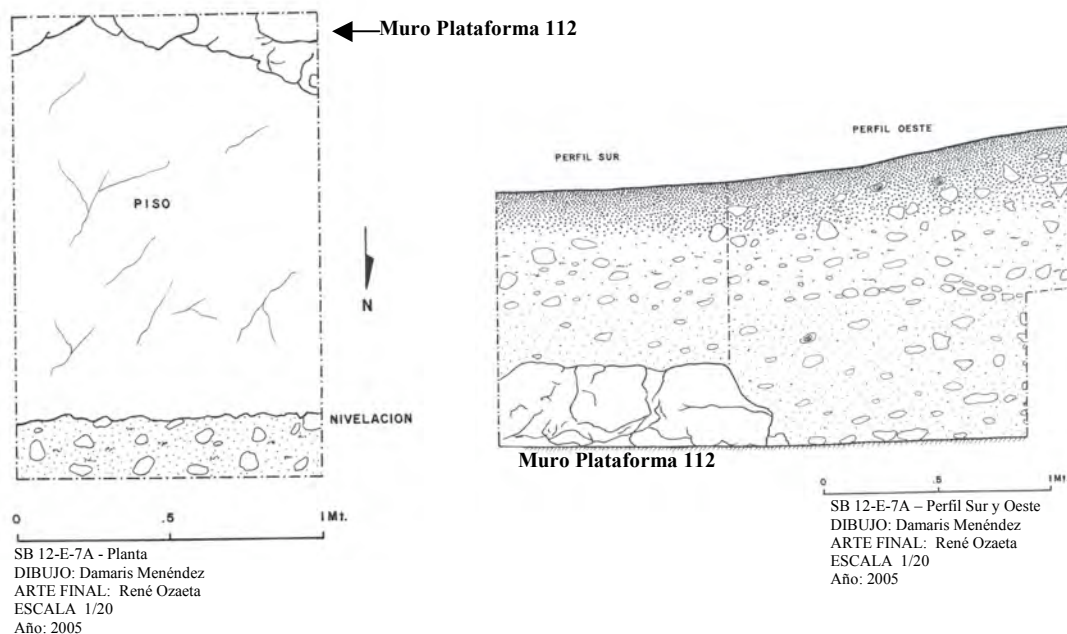 Muro Plataforma 112
PISO
N
NIVELACION
0 .5 1 Mt.
SB 12-E-7A - Planta
DIBUJO: Damaris Menéndez
ARTE FINAL: René Ozaeta
ESCALA 1/20
Año: 2005
PERFIL SUR
PERFIL OESTE
Muro Plataforma 112
0 .5 1 Mt.
SB 12-E-7A – Perfil Sur y Oeste
DIBUJO: Damaris Menéndez
ARTE FINAL: René Ozaeta
ESCALA 1/20
Año: 2005